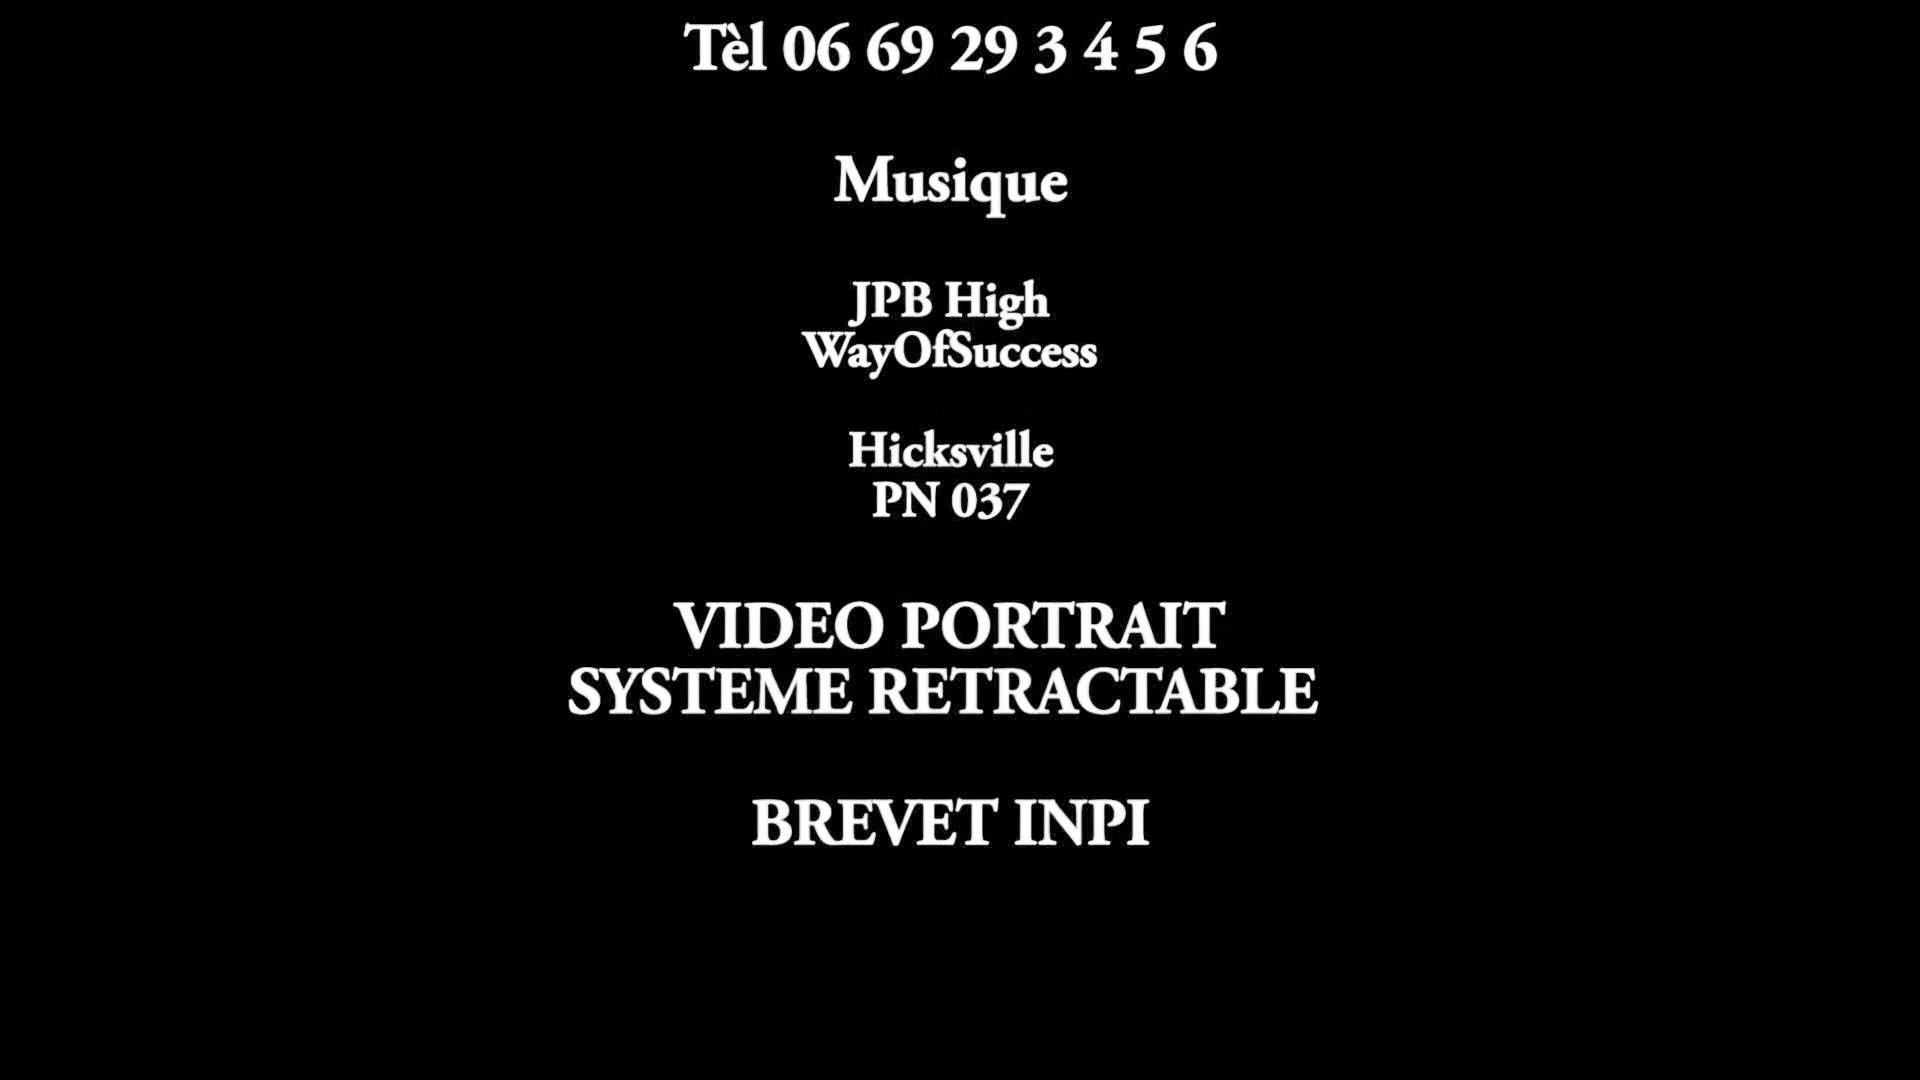 Tèl 06 69 29 3 4 5 6
Musique
JPB High
WayOfSuccess
Hicksville
PN 037
VIDEO PORTRAIT
SYSTEME RETRACTABLE
BREVET INPI